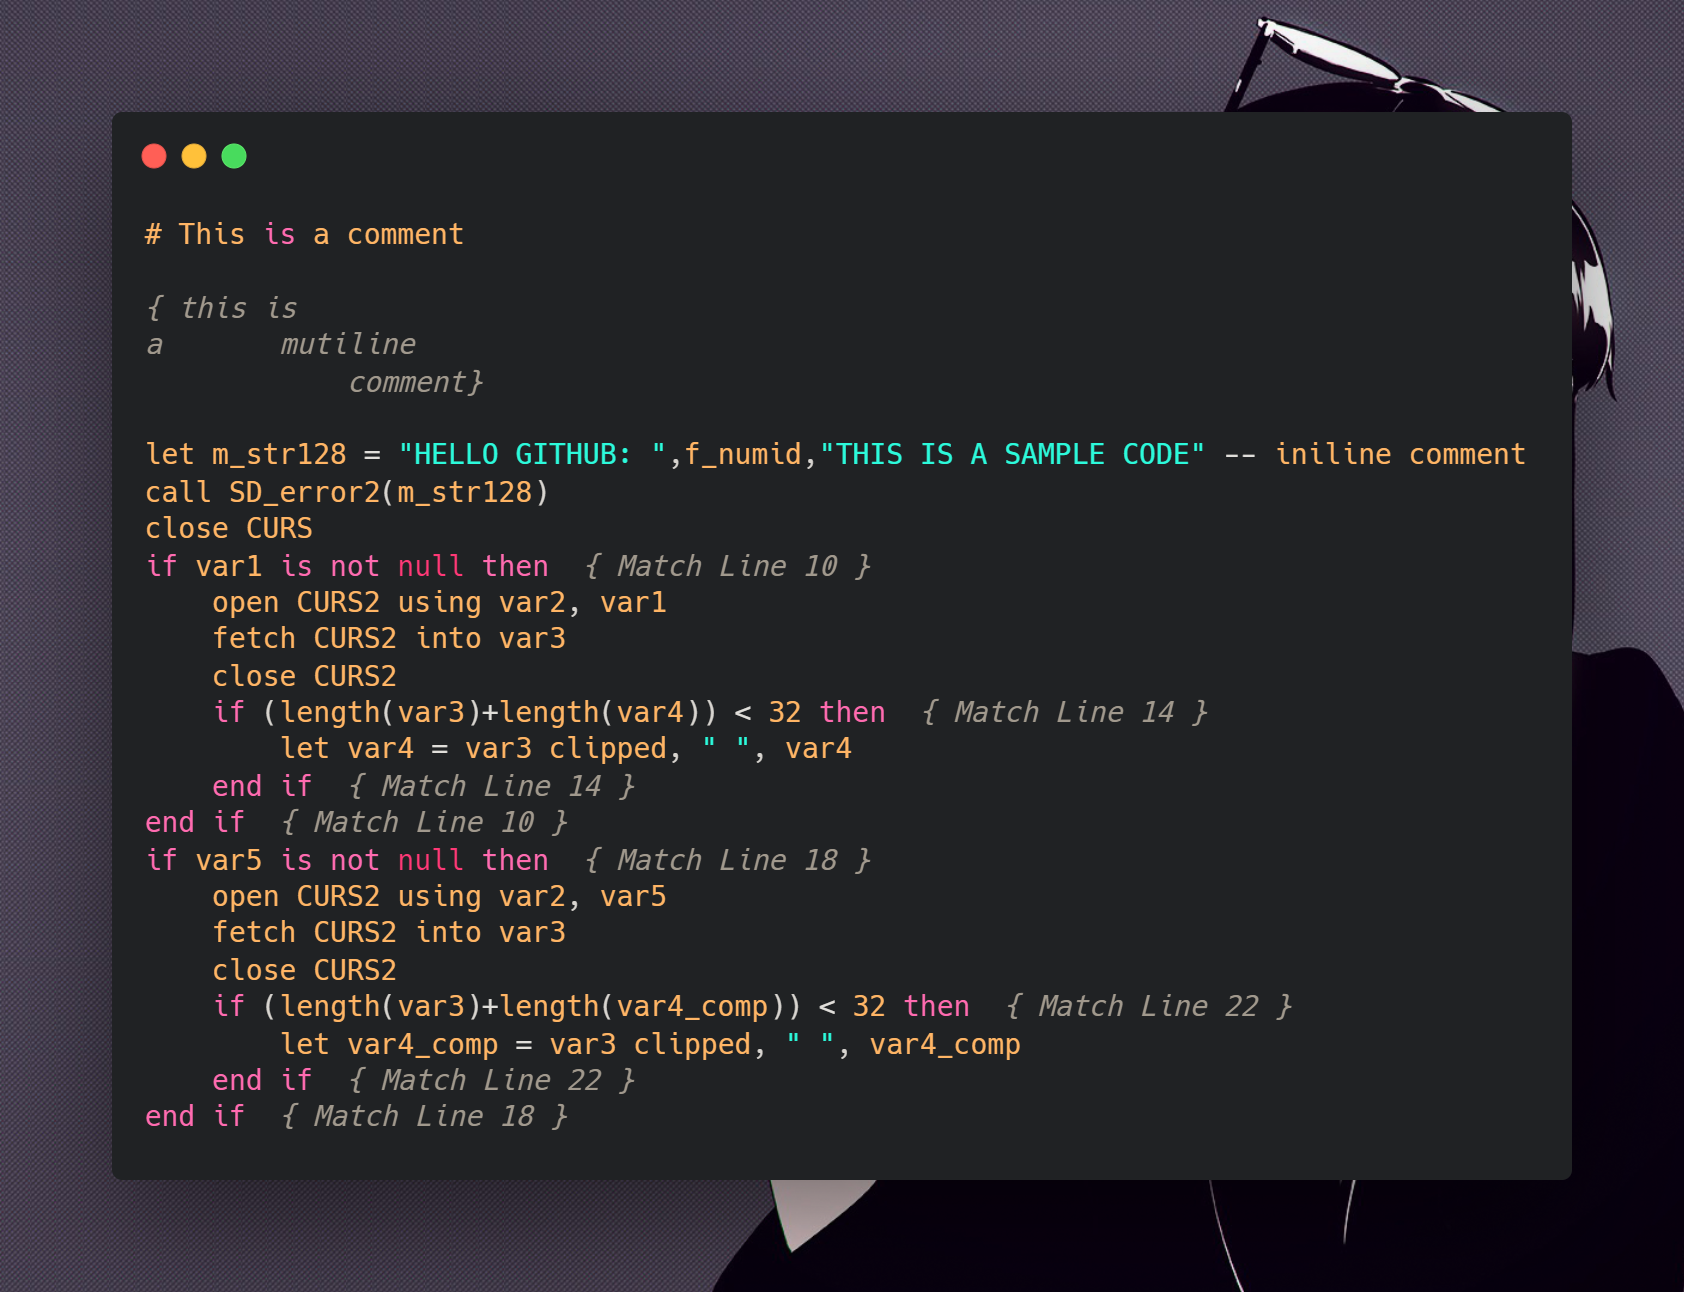 # This is a comment

{ this is
a       mutiline
            comment}

let m_str128 = "HELLO GITHUB: ",f_numid,"THIS IS A SAMPLE CODE" -- iniline comment
call SD_error2(m_str128)
close CURS
if var1 is not null then  { Match Line 10 }
    open CURS2 using var2, var1
    fetch CURS2 into var3
    close CURS2
    if (length(var3)+length(var4)) < 32 then  { Match Line 14 }
        let var4 = var3 clipped, " ", var4
    end if  { Match Line 14 }
end if  { Match Line 10 }
if var5 is not null then  { Match Line 18 }
    open CURS2 using var2, var5
    fetch CURS2 into var3
    close CURS2
    if (length(var3)+length(var4_comp)) < 32 then  { Match Line 22 }
        let var4_comp = var3 clipped, " ", var4_comp
    end if  { Match Line 22 }
end if  { Match Line 18 }